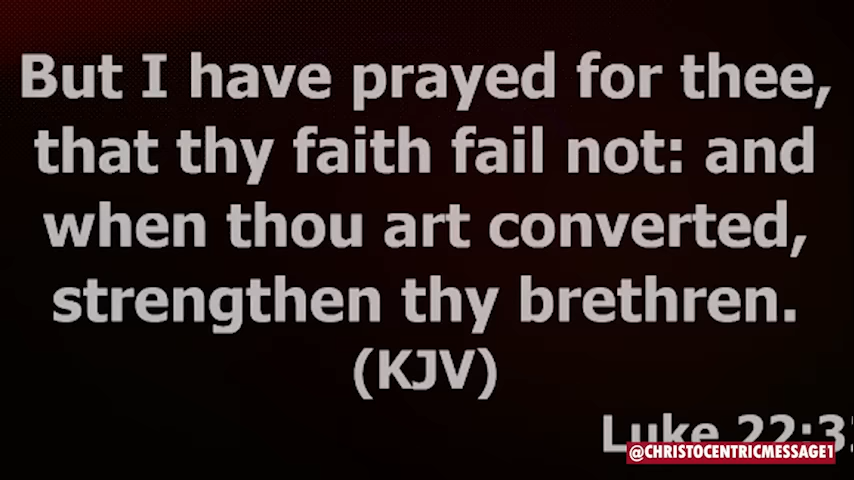 But I have prayed for thee,
that thy faith fail not: and
when thou art converted,
strengthen thy brethren.
(KJV)
Luke 22:3
@CHRISTOCENTRICMESSAGE1